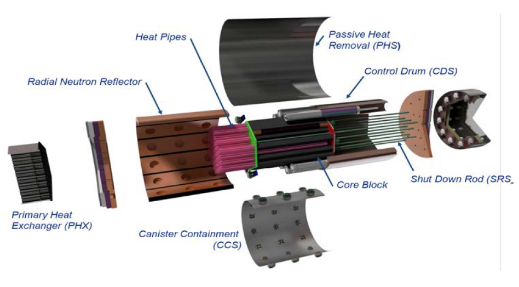 Heat Pipes
Passive Heat
Removal (PHS)
Radial Neutron Reflector
Control Drum (CDS)
Core Block
Shut Down Rod (SRS_
Primary Heat
Exchanger (PHX)
Canister Containment
(CCS)